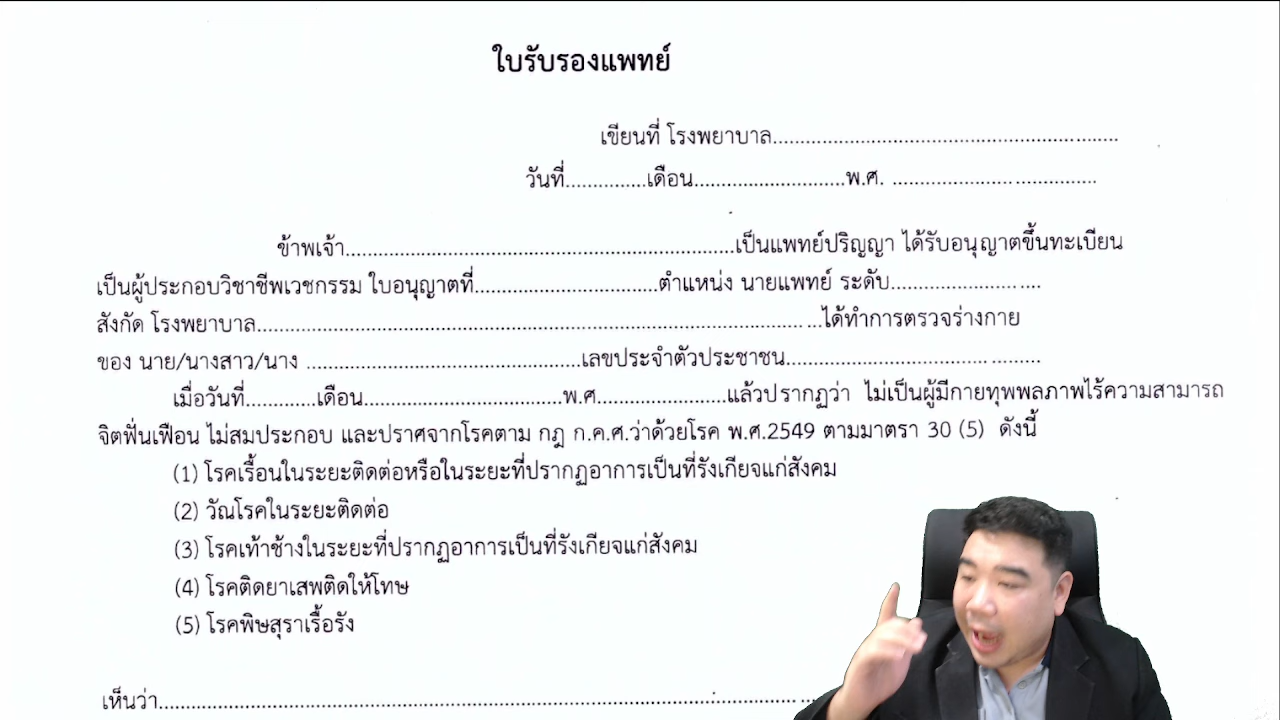 ใบรับรองแพทย์
เขียนที่ โรงพยาบาล............................................................
วันที่..............เดือน..........................พ.ศ. ...................................
ข้าพเจ้า...................................................................เป็นแพทย์ปริญญา ได้รับอนุญาตขึ้นทะเบียน
เป็นผู้ประกอบวิชาชีพเวชกรรม ใบอนุญาตที่................................ตำแหน่ง นายแพทย์ ระดับ..........................
สังกัด โรงพยาบาล.................................................................................................ได้ทำการตรวจร่างกาย
ของ นาย/นางสาว/นาง ...............................................เลขประจำตัวประชาชน............................................
เมื่อวันที่............เดือน..................................พ.ศ.......................แล้วปรากฏว่า ไม่เป็นผู้มีกายทุพพลภาพไร้ความสามารถ
จิตฟั่นเฟือน ไม่สมประกอบ และปราศจากโรคตาม กฎ ก.ค.ศ.ว่าด้วยโรค พ.ศ.2549 ตามมาตรา 30 (5) ดังนี้
(1) โรคเรื้อนในระยะติดต่อหรือในระยะที่ปรากฏอาการเป็นที่รังเกียจแก่สังคม
(2) วัณโรคในระยะติดต่อ
(3) โรคเท้าช้างในระยะที่ปรากฏอาการเป็นที่รังเกียจแก่สังคม
(4) โรคติดยาเสพติดให้โทษ
(5) โรคพิษสุราเรื้อรัง
เห็นว่า....................................................................................................................